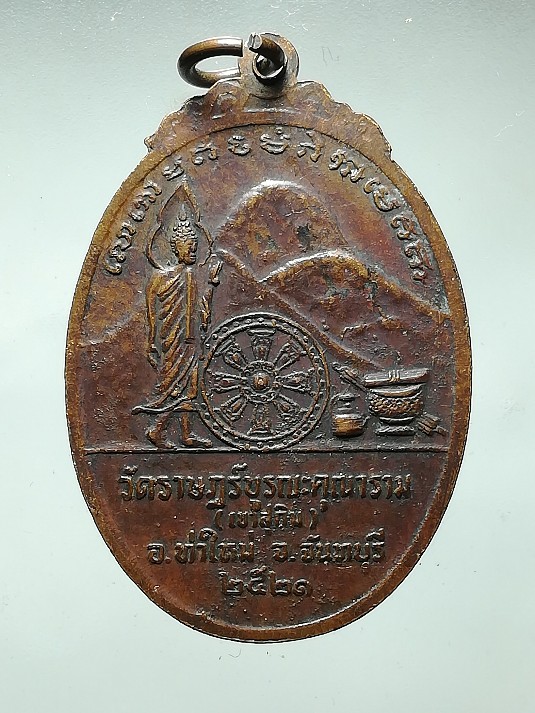 วัดราษฎร์บูรณะคุณาราม
(เขาสุกิม)
อ.ท่าใหม่ จ.จันทบุรี
๒๕๒๑